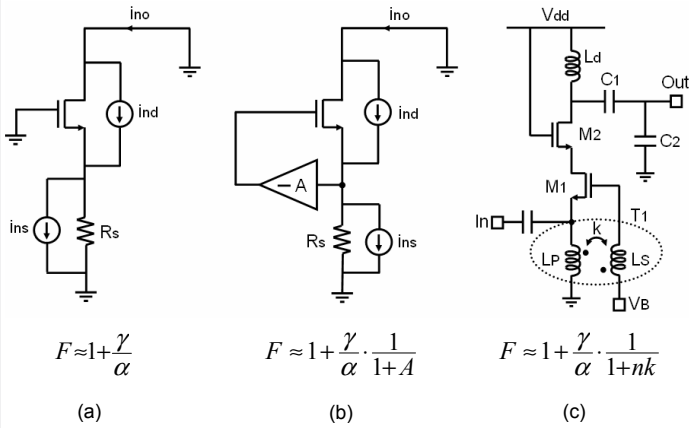 ino
ind
ins
Rs
F≈1+γ/α
(a)
ino
ind
− A
Rs
ins
F ≈ 1 + γ/α · 1/(1+A)
(b)
Vdd
Ld
C1
Out
M2
C2
M1
In
T1
k
LP
LS
VB
F ≈ 1 + γ/α · 1/(1+nk)
(c)